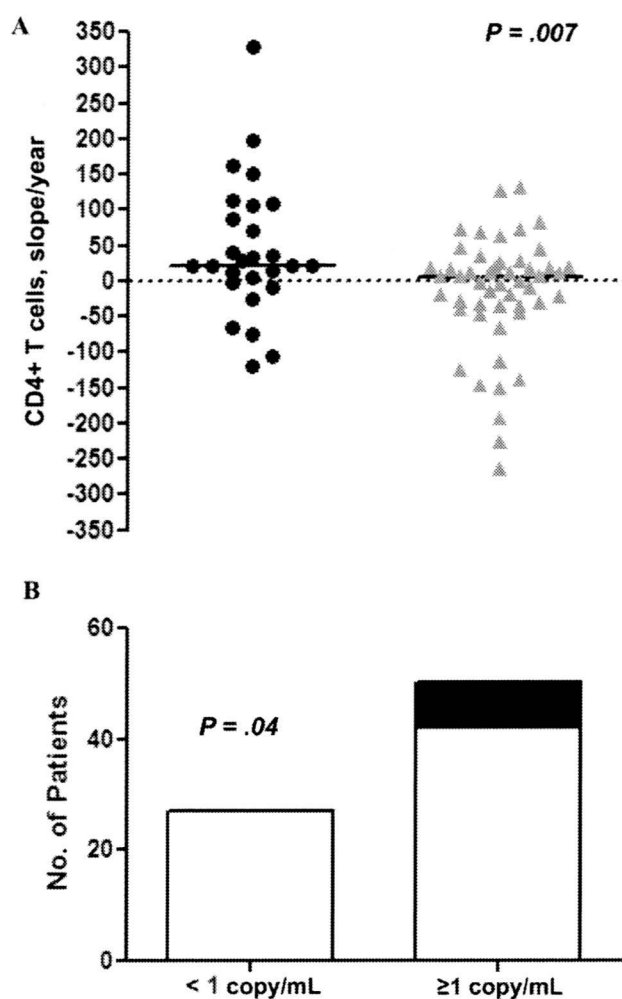 A
P = .007
CD4+ T cells, slope/year
350
300
250
200
150
100
50
0
-50
-100
-150
-200
-250
-300
-350
B
No. of Patients
60
40
20
0
P = .04
< 1 copy/mL
≥1 copy/mL